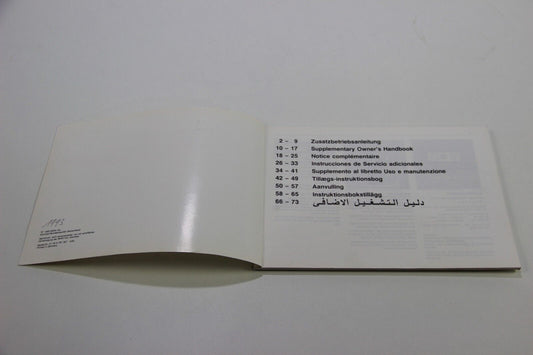 1993
2 – 9 Zusatzbetriebsanleitung
10 – 17 Supplementary Owner's Handbook
18 – 25 Notice complémentaire
26 – 33 Instrucciones de Servicio adicionales
34 – 41 Supplemento al libretto Uso e manutenzione
42 – 49 Tillægs-instruktionsbog
50 – 57 Aanvulling
58 – 65 Instruktionsbokstillägg
66 – 73 دليل التشغيل الاضافى